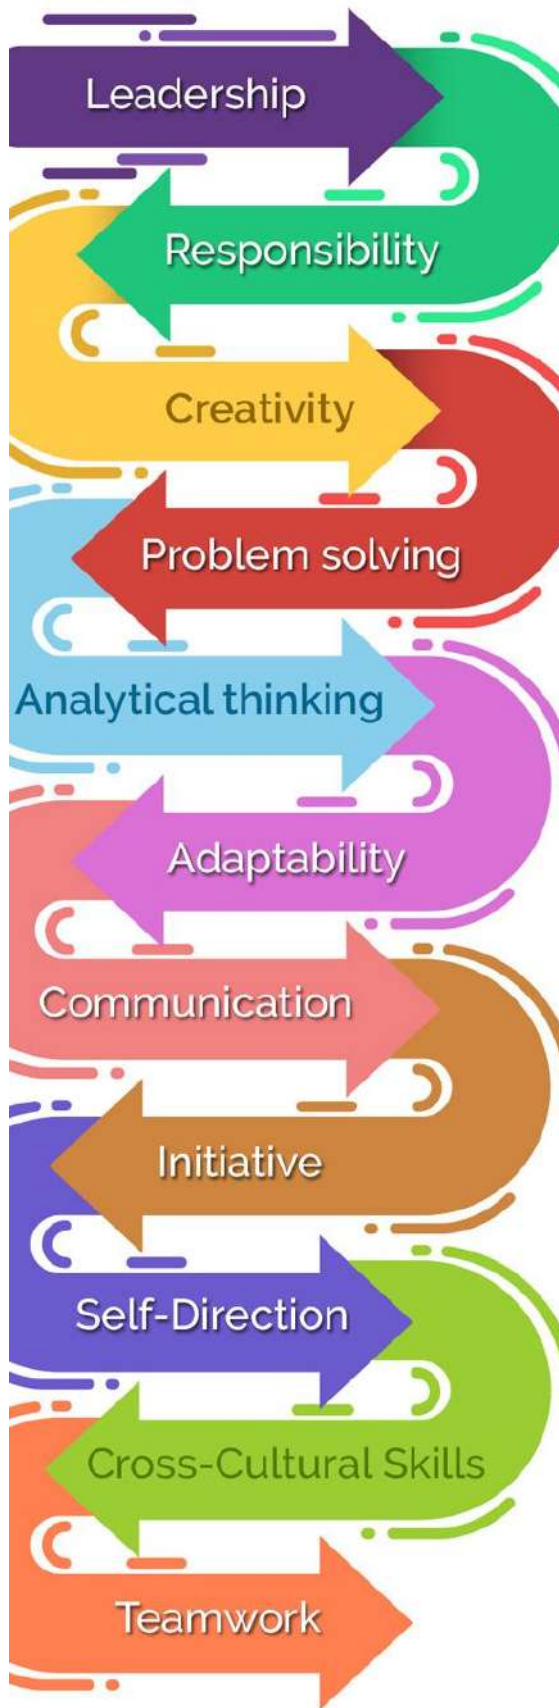 Leadership
Responsibility
Creativity
Problem solving
Analytical thinking
Adaptability
Communication
Initiative
Self-Direction
Cross-Cultural Skills
Teamwork